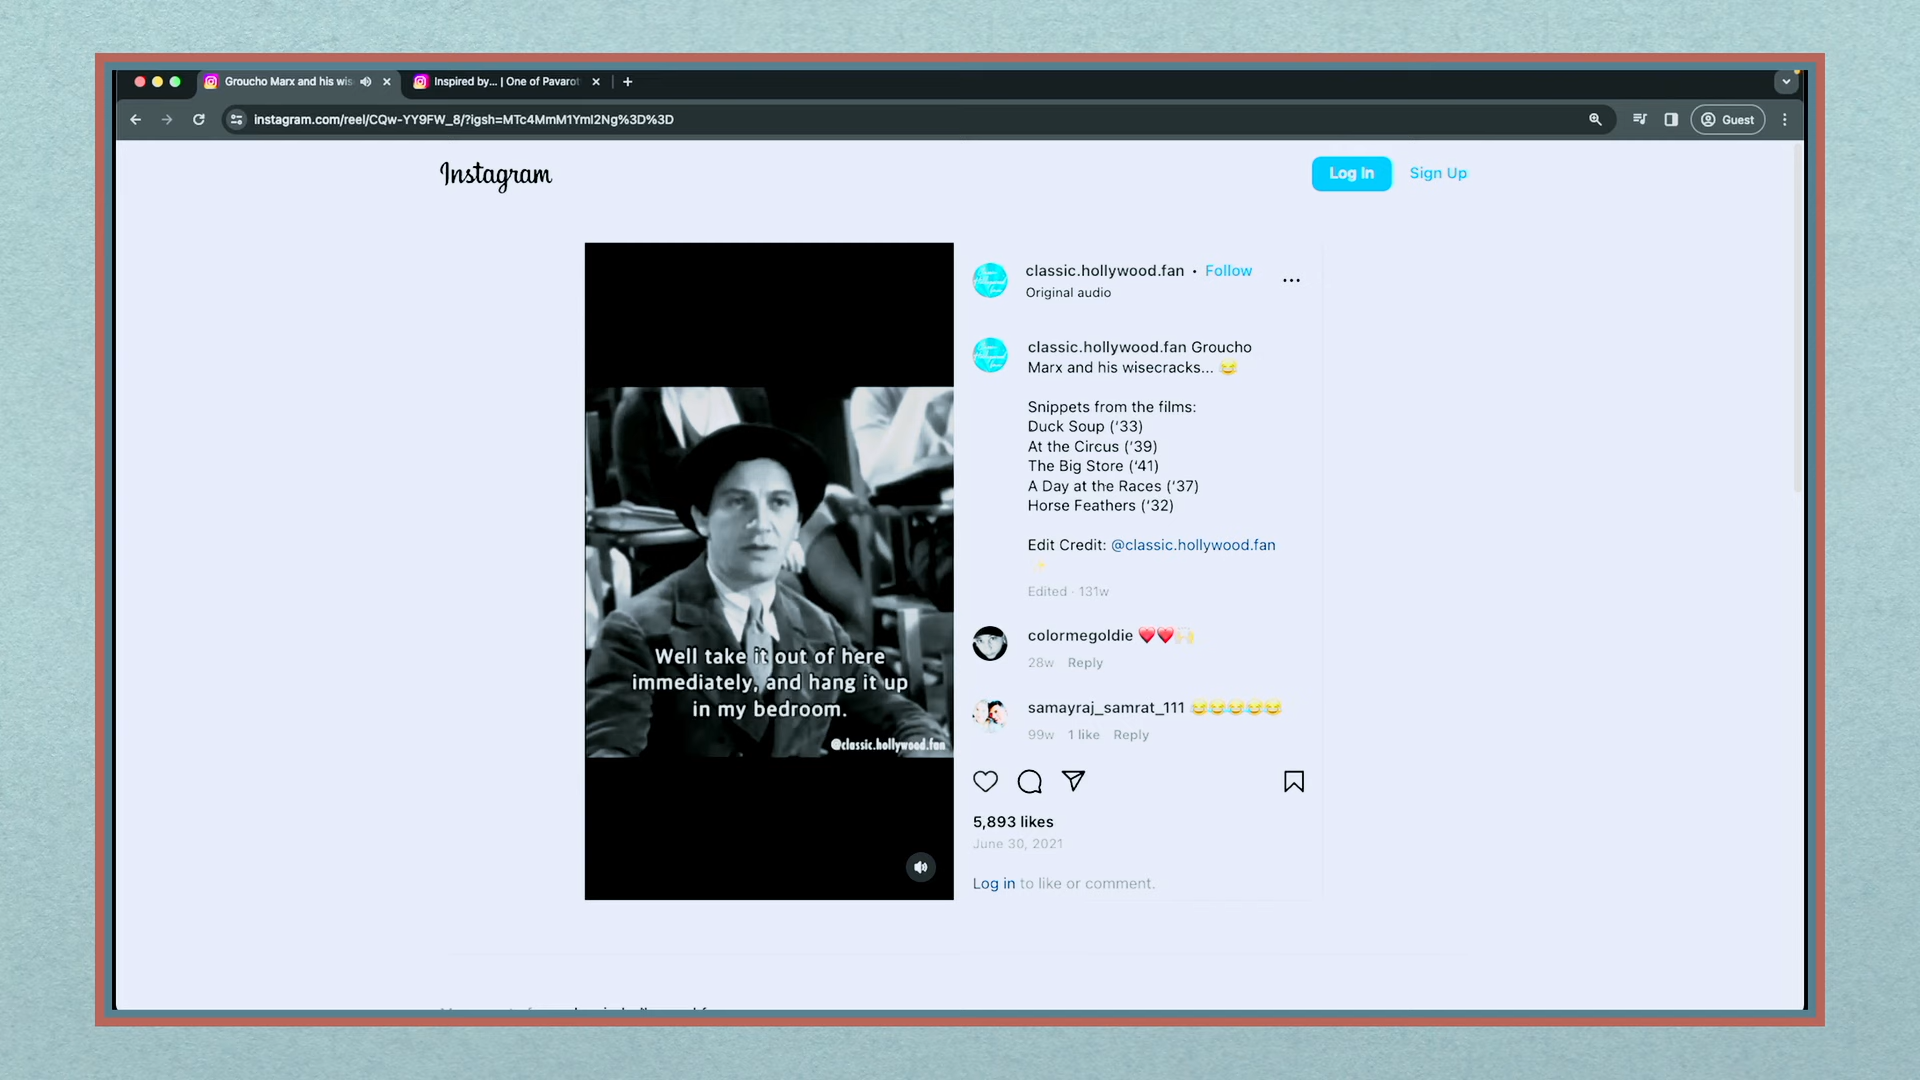 Groucho Marx and his wis
Inspired by... | One of Pavarot
instagram.com/reel/CQw-YY9FW_8/?igsh=MTc4MmM1YmI2Ng%3D%3D
Guest
Instagram
Log In
Sign Up
Well take it out of here
immediately, and hang it up
in my bedroom.
@classic.hollywood.fan
classic.hollywood.fan • Follow
Original audio
classic.hollywood.fan Groucho
Marx and his wisecracks... 😂
Snippets from the films:
Duck Soup (‘33)
At the Circus (‘39)
The Big Store (‘41)
A Day at the Races (‘37)
Horse Feathers (‘32)
Edit Credit: @classic.hollywood.fan
✨
Edited · 131w
colormegoldie ❤️❤️🙌🏻
28w Reply
samayraj_samrat_111 😂😂😂😂😂
99w 1 like Reply
5,893 likes
June 30, 2021
Log in to like or comment.